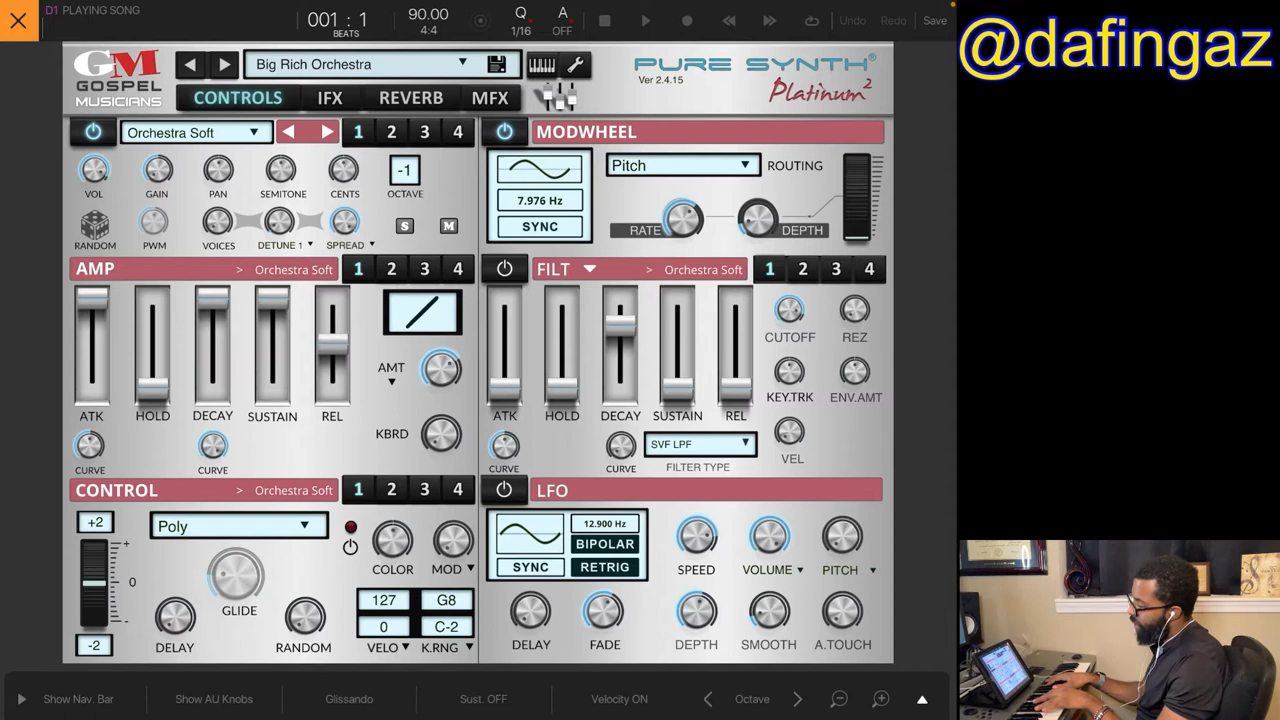 D1 PLAYING SONG
001 : 1
BEATS
90.00
4:4
Q
1/16
A
OFF
Undo
Redo
Save
@dafingaz
GM
GOSPEL
MUSICIANS
Big Rich Orchestra
PURE SYNTH®
Ver 2.4.15
Platinum²
CONTROLS
IFX
REVERB
MFX
Orchestra Soft
1 2 3 4
VOL
GAIN
PAN
SEMITONE
CENTS
-1
OCTAVE
RANDOM
PWM
VOICES
DETUNE 1
SPREAD
S
M
MODWHEEL
7.976 Hz
SYNC
Pitch
ROUTING
RATE
DEPTH
AMP
> Orchestra Soft
1 2 3 4
ATK
HOLD
DECAY
SUSTAIN
REL
AMT
KBRD
CURVE
CURVE
FILT
> Orchestra Soft
1 2 3 4
ATK
HOLD
DECAY
SUSTAIN
REL
CUTOFF
REZ
KEY.TRK
ENV.AMT
VEL
CURVE
CURVE
SVF LPF
FILTER TYPE
CONTROL
> Orchestra Soft
1 2 3 4
+2
+
0
-
-2
Poly
GLIDE
DELAY
RANDOM
COLOR
MOD
127
G8
0
C-2
VELO
K.RNG
LFO
12.900 Hz
BIPOLAR
SYNC
RETRIG
SPEED
VOLUME
PITCH
DELAY
FADE
DEPTH
SMOOTH
A.TOUCH
Show Nav. Bar
Show AU Knobs
Glissando
Sust. OFF
Velocity ON
Octave